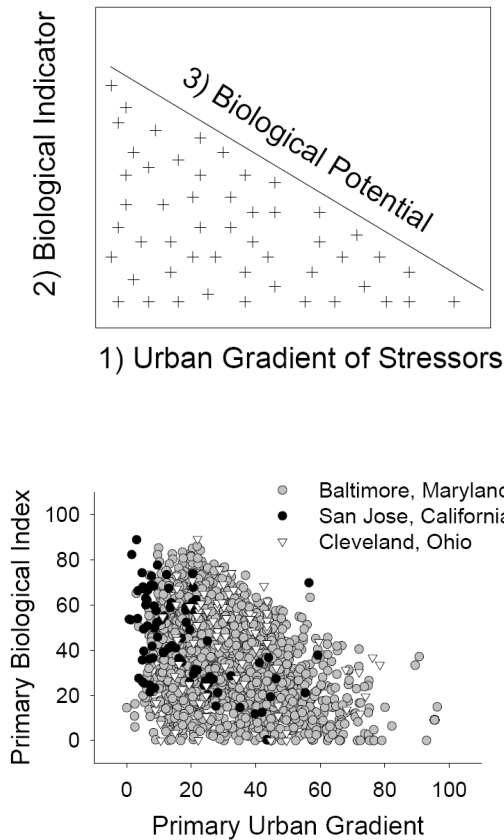 2) Biological Indicator
3) Biological Potential
1) Urban Gradient of Stressors
Baltimore, Maryland
San Jose, California
Cleveland, Ohio
Primary Biological Index
100
80
60
40
20
0
0 20 40 60 80 100
Primary Urban Gradient